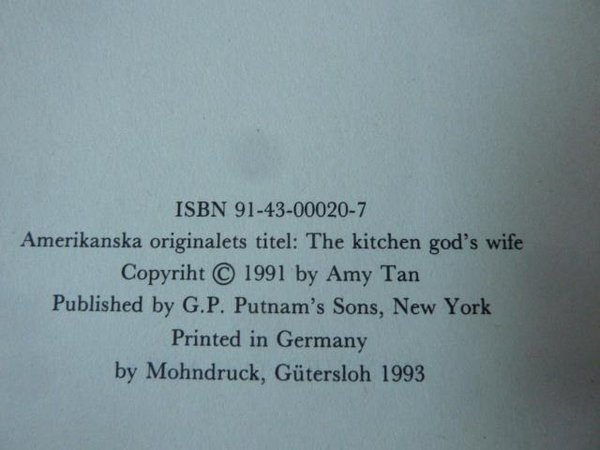 ISBN 91-43-00020-7
Amerikanska originalets titel: The kitchen god's wife
Copyriht © 1991 by Amy Tan
Published by G.P. Putnam's Sons, New York
Printed in Germany
by Mohndruck, Gütersloh 1993